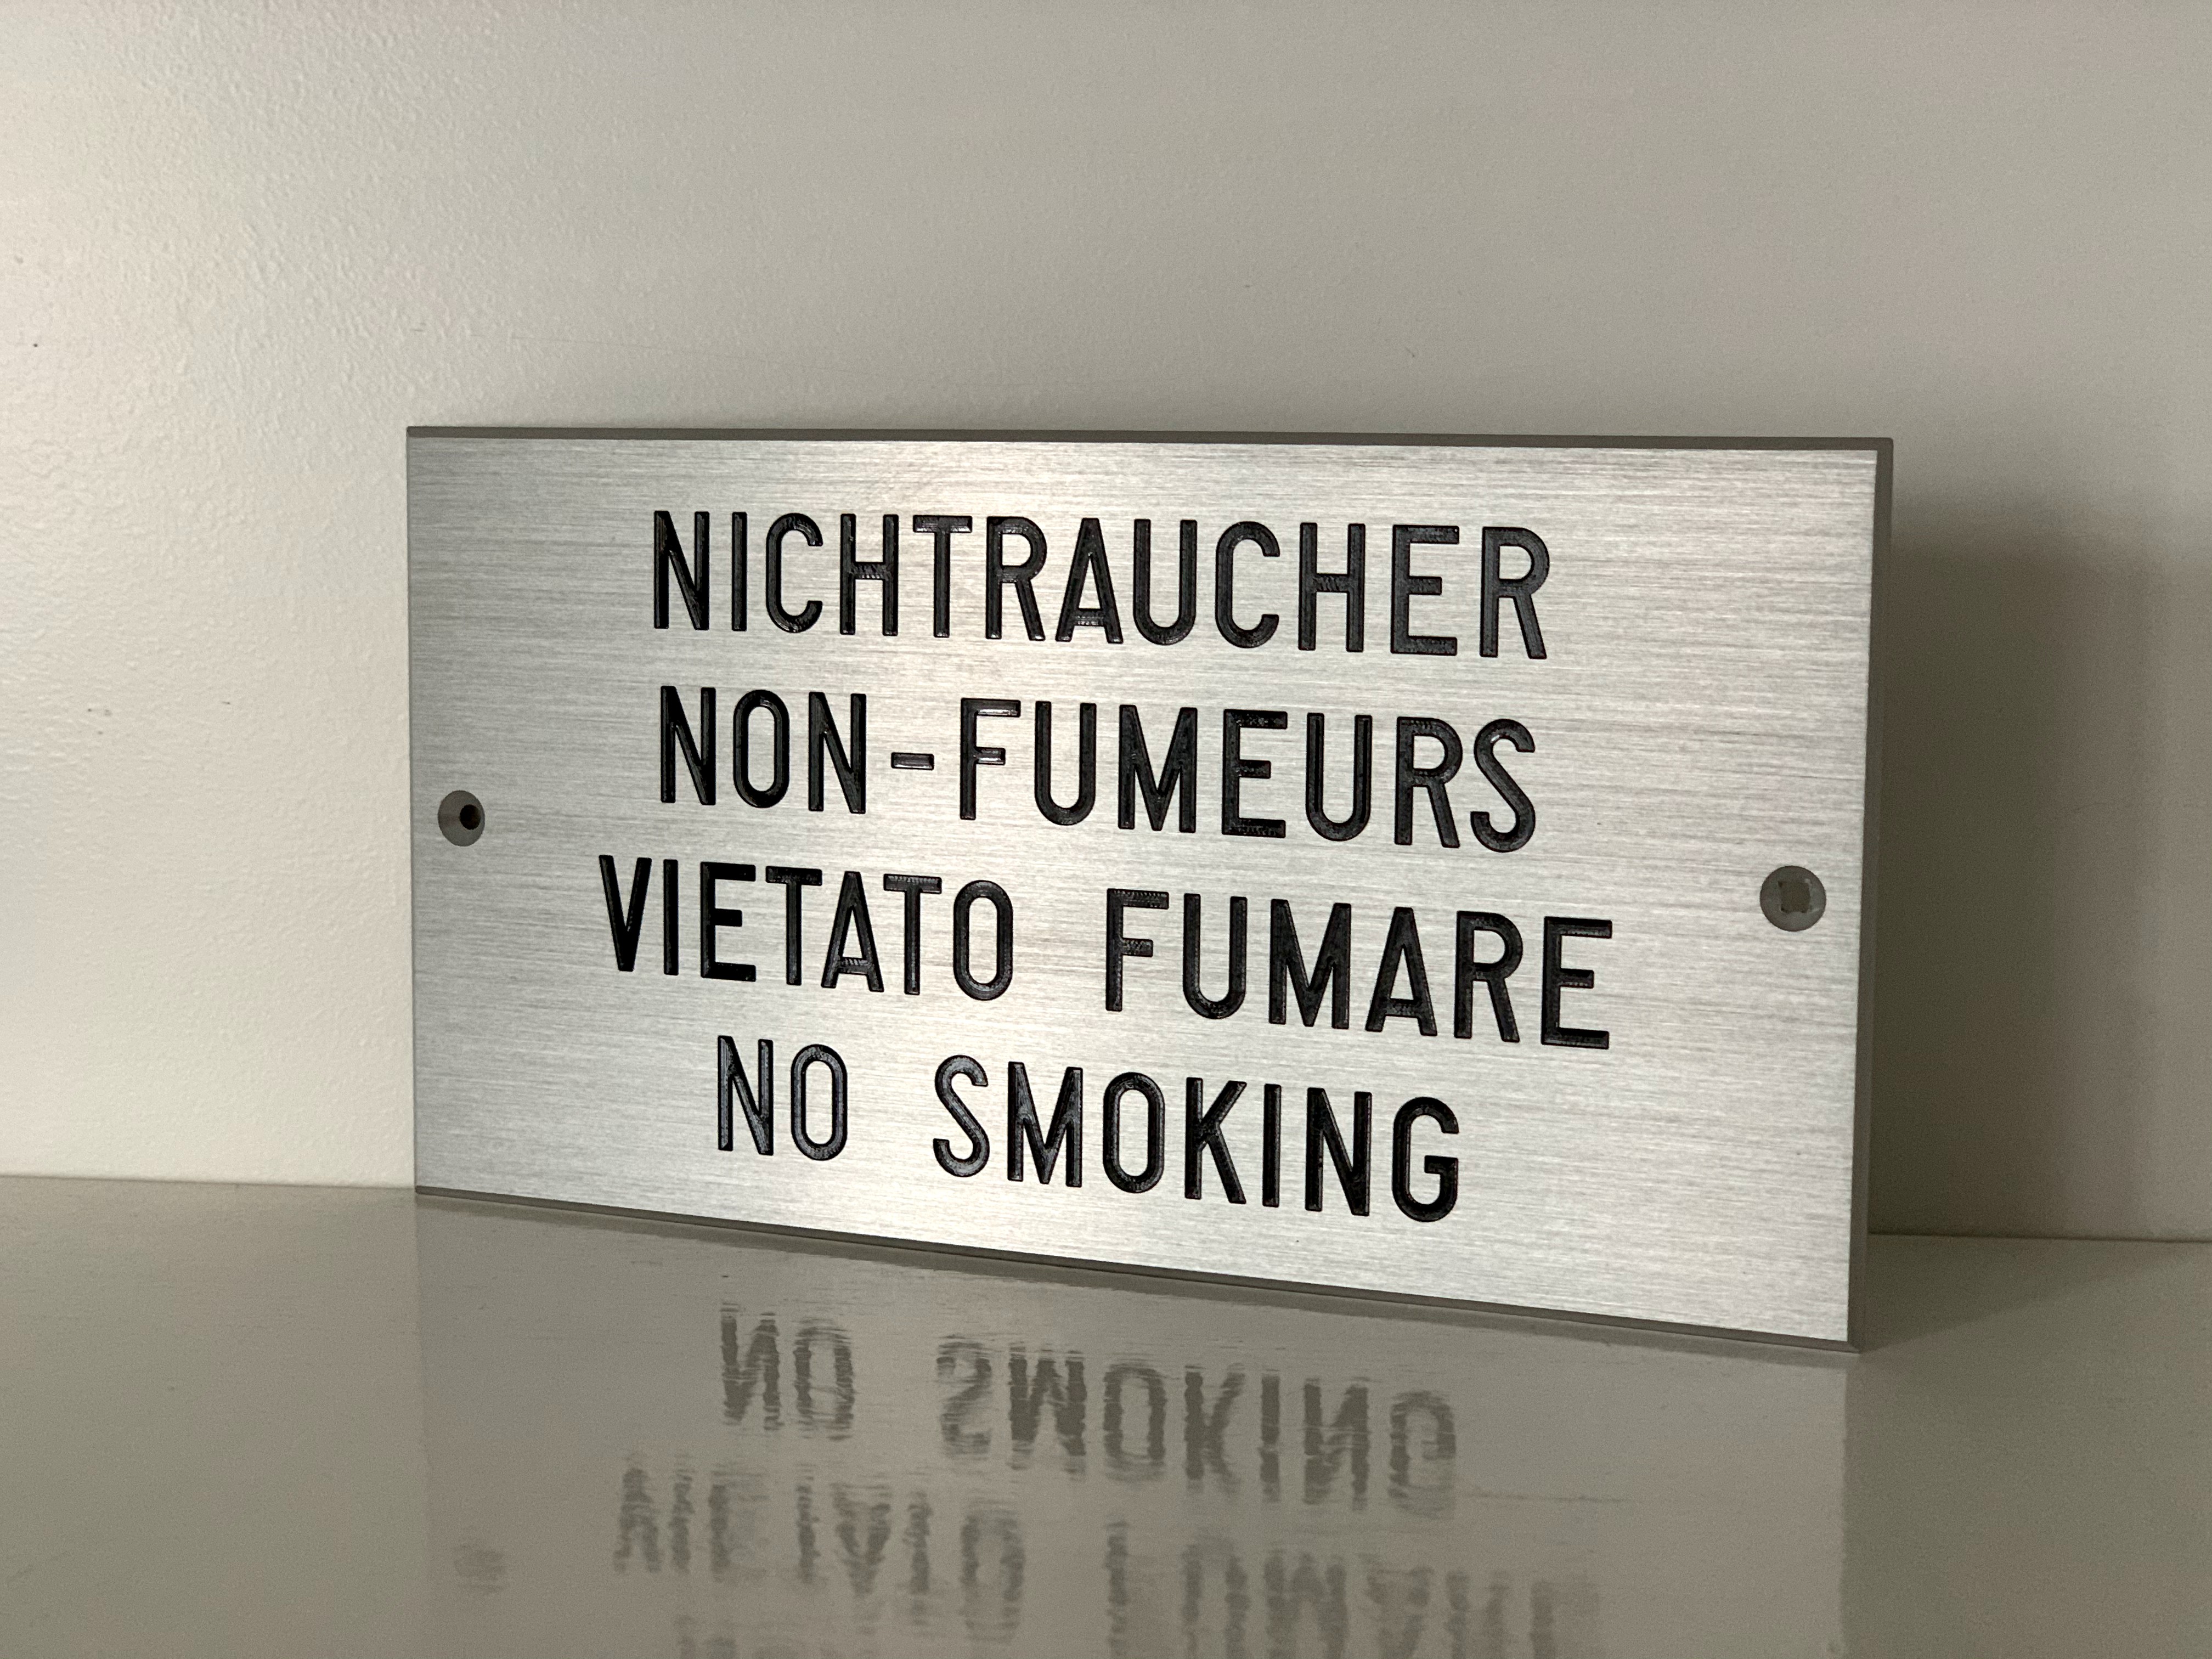 NICHTRAUCHER
NON-FUMEURS
VIETATO FUMARE
NO SMOKING